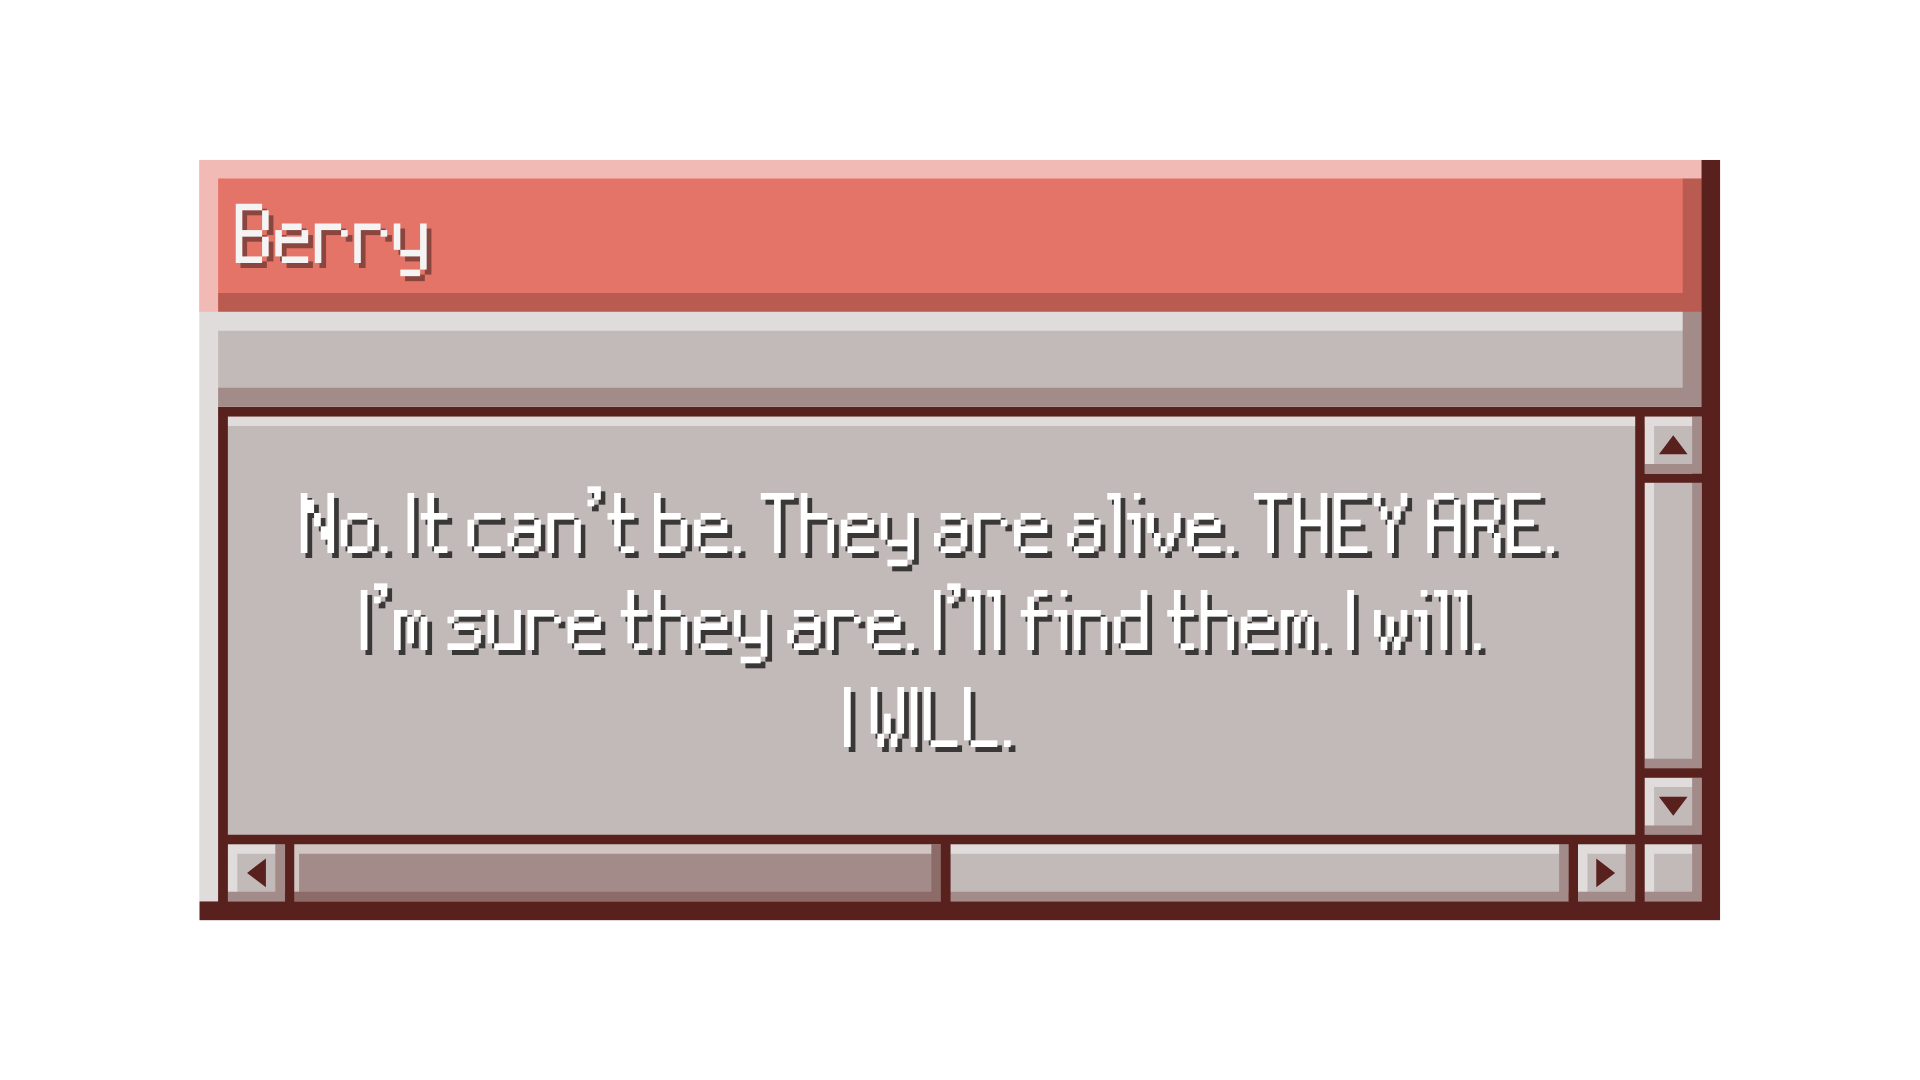 Berry
No. It can't be. They are alive. THEY ARE.
I'm sure they are. I'll find them. I will.
I WILL.